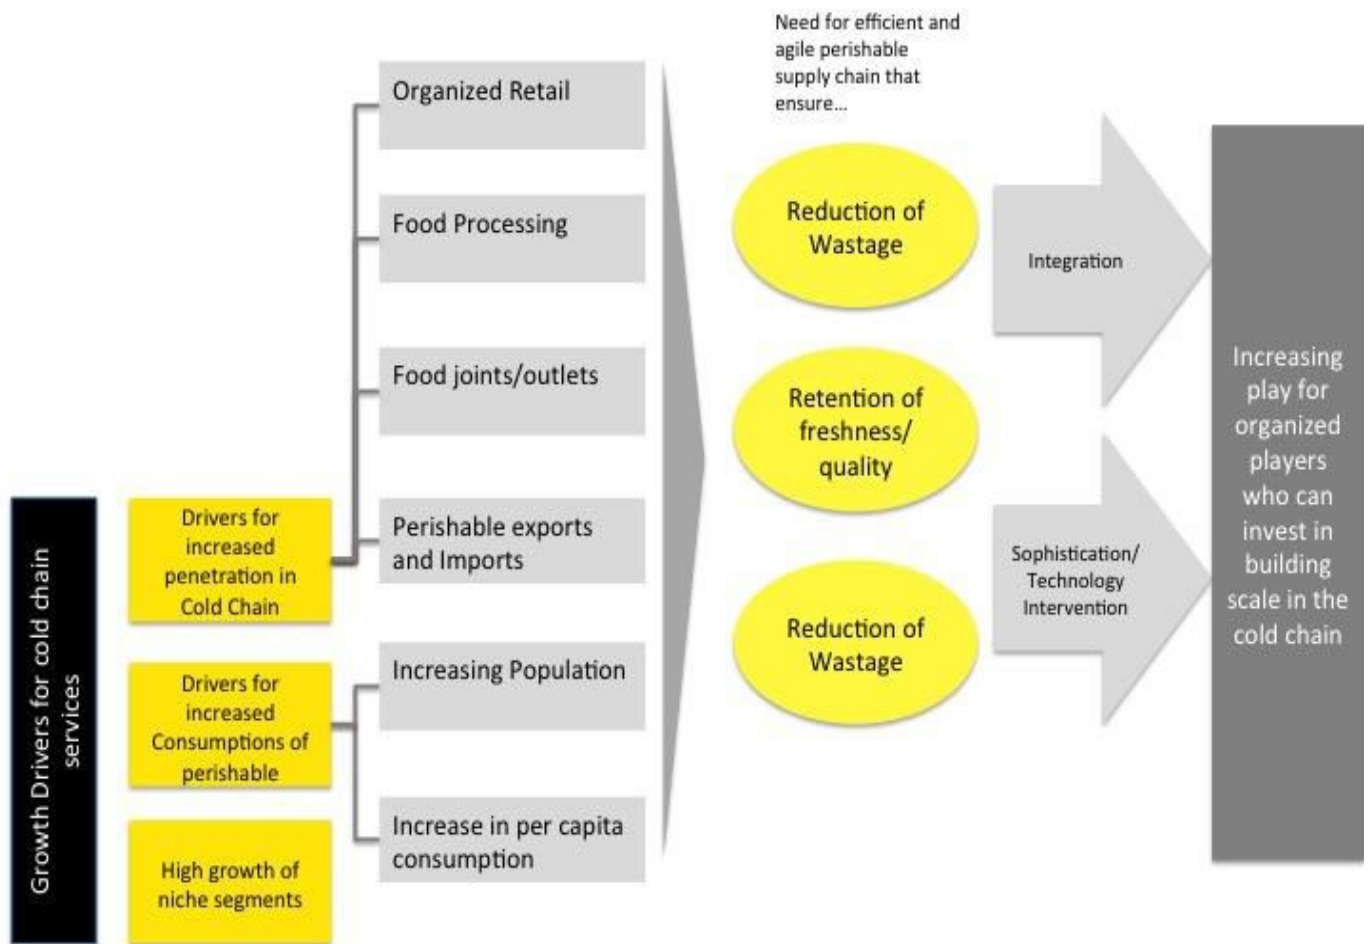 Growth Drivers for cold chain
services
Drivers for
increased
penetration in
Cold Chain
Drivers for
increased
Consumptions of
perishable
High growth of
niche segments
Organized Retail
Food Processing
Food joints/outlets
Perishable exports
and Imports
Increasing Population
Increase in per capita
consumption
Need for efficient and
agile perishable
supply chain that
ensure...
Reduction of
Wastage
Retention of
freshness/
quality
Reduction of
Wastage
Integration
Sophistication/
Technology
Intervention
Increasing
play for
organized
players
who can
invest in
building
scale in the
cold chain